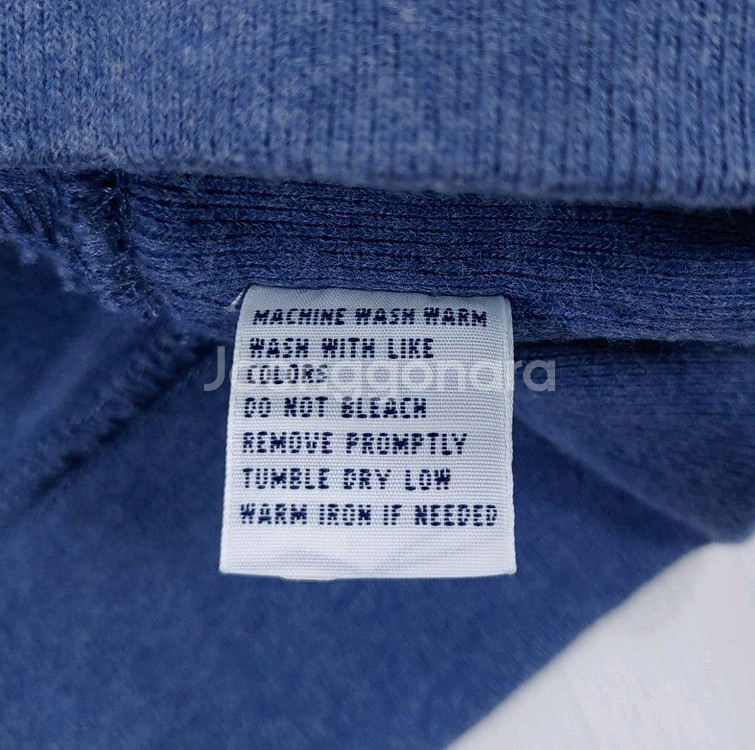 MACHINE WASH WARM
WASH WITH LIKE
COLORS
DO NOT BLEACH
REMOVE PROMPTLY
TUMBLE DRY LOW
WARM IRON IF NEEDED